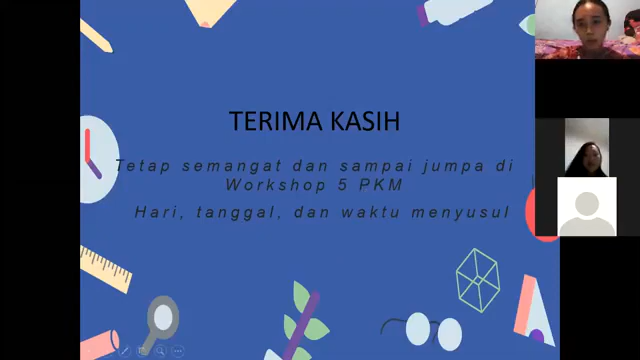 TERIMA KASIH
Tetap semangat dan sampai jumpa di
Workshop 5 PKM
Hari, tanggal, dan waktu menyusul